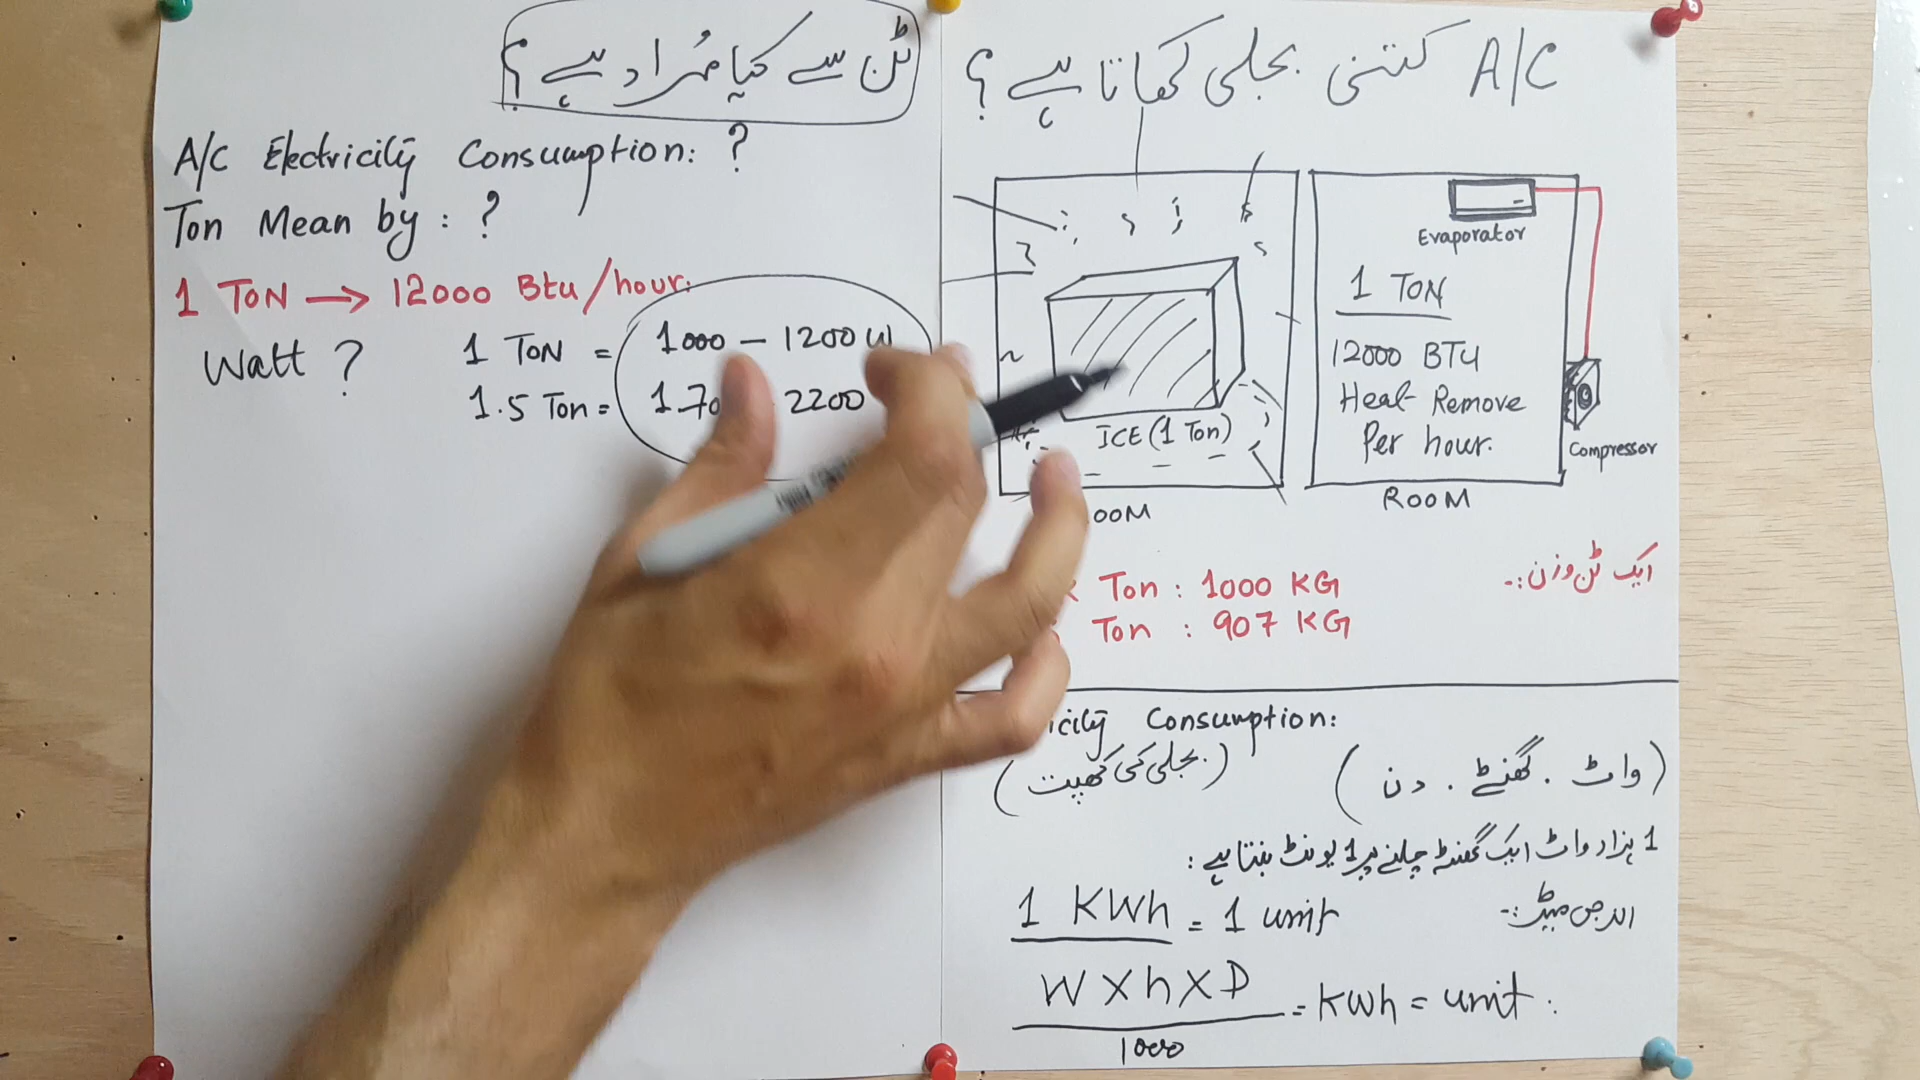 ٹن سے کیا مُراد ہے؟
A/C Electricity Consumption: ?
Ton Mean by : ?
1 TON → 12000 Btu/hour.
Watt ?
1 TON = 1000 – 1200 W
1.5 Ton = 2200
A/C کتنی بجلی کھاتا ہے؟
ICE (1 Ton)
OOM
Evaporator
1 TON
12000 BTU
Heat Remove
Per hour.
Compressor
ROOM
ایک ٹن وزن :-
Ton : 1000 KG
Ton : 907 KG
Consumption:
(بجلی کی کھپت)
(واٹ . گھنٹے . دن)
1 ہزار واٹ ایک گھنٹہ چلنے پر 1 یونٹ بنتا ہے :
1 KWh = 1 unit
W X h X D
1000
= KWh = unit :